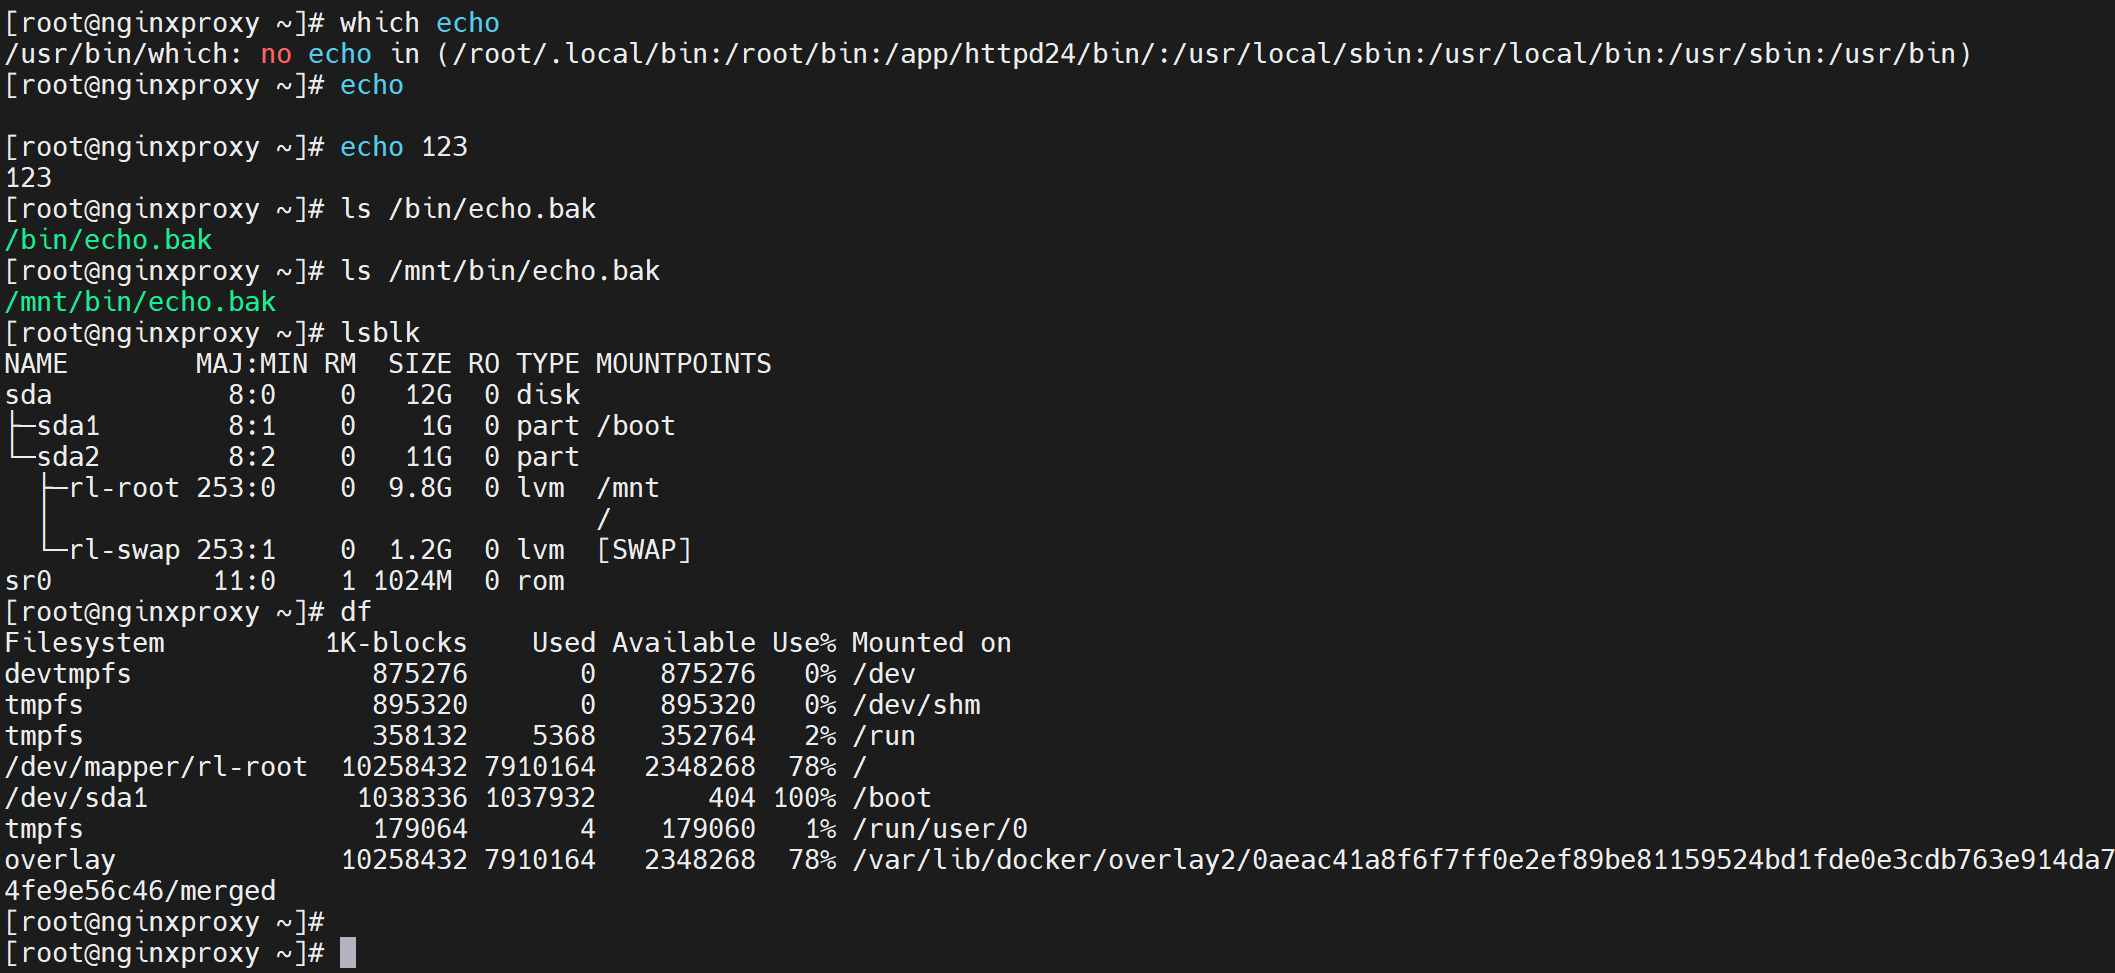 [root@nginxproxy ~]# which echo
/usr/bin/which: no echo in (/root/.local/bin:/root/bin:/app/httpd24/bin/:/usr/local/sbin:/usr/local/bin:/usr/sbin:/usr/bin)
[root@nginxproxy ~]# echo

[root@nginxproxy ~]# echo 123
123
[root@nginxproxy ~]# ls /bin/echo.bak
/bin/echo.bak
[root@nginxproxy ~]# ls /mnt/bin/echo.bak
/mnt/bin/echo.bak
[root@nginxproxy ~]# lsblk
NAME        MAJ:MIN RM  SIZE RO TYPE MOUNTPOINTS
sda           8:0    0   12G  0 disk
├─sda1        8:1    0    1G  0 part /boot
└─sda2        8:2    0   11G  0 part
  ├─rl-root 253:0    0  9.8G  0 lvm  /mnt
  │                                  /
  └─rl-swap 253:1    0  1.2G  0 lvm  [SWAP]
sr0          11:0    1 1024M  0 rom
[root@nginxproxy ~]# df
Filesystem          1K-blocks    Used Available Use% Mounted on
devtmpfs               875276       0    875276   0% /dev
tmpfs                  895320       0    895320   0% /dev/shm
tmpfs                  358132    5368    352764   2% /run
/dev/mapper/rl-root  10258432 7910164   2348268  78% /
/dev/sda1             1038336 1037932       404 100% /boot
tmpfs                  179064       4    179060   1% /run/user/0
overlay              10258432 7910164   2348268  78% /var/lib/docker/overlay2/0aeac41a8f6f7ff0e2ef89be81159524bd1fde0e3cdb763e914da7
4fe9e56c46/merged
[root@nginxproxy ~]#
[root@nginxproxy ~]#